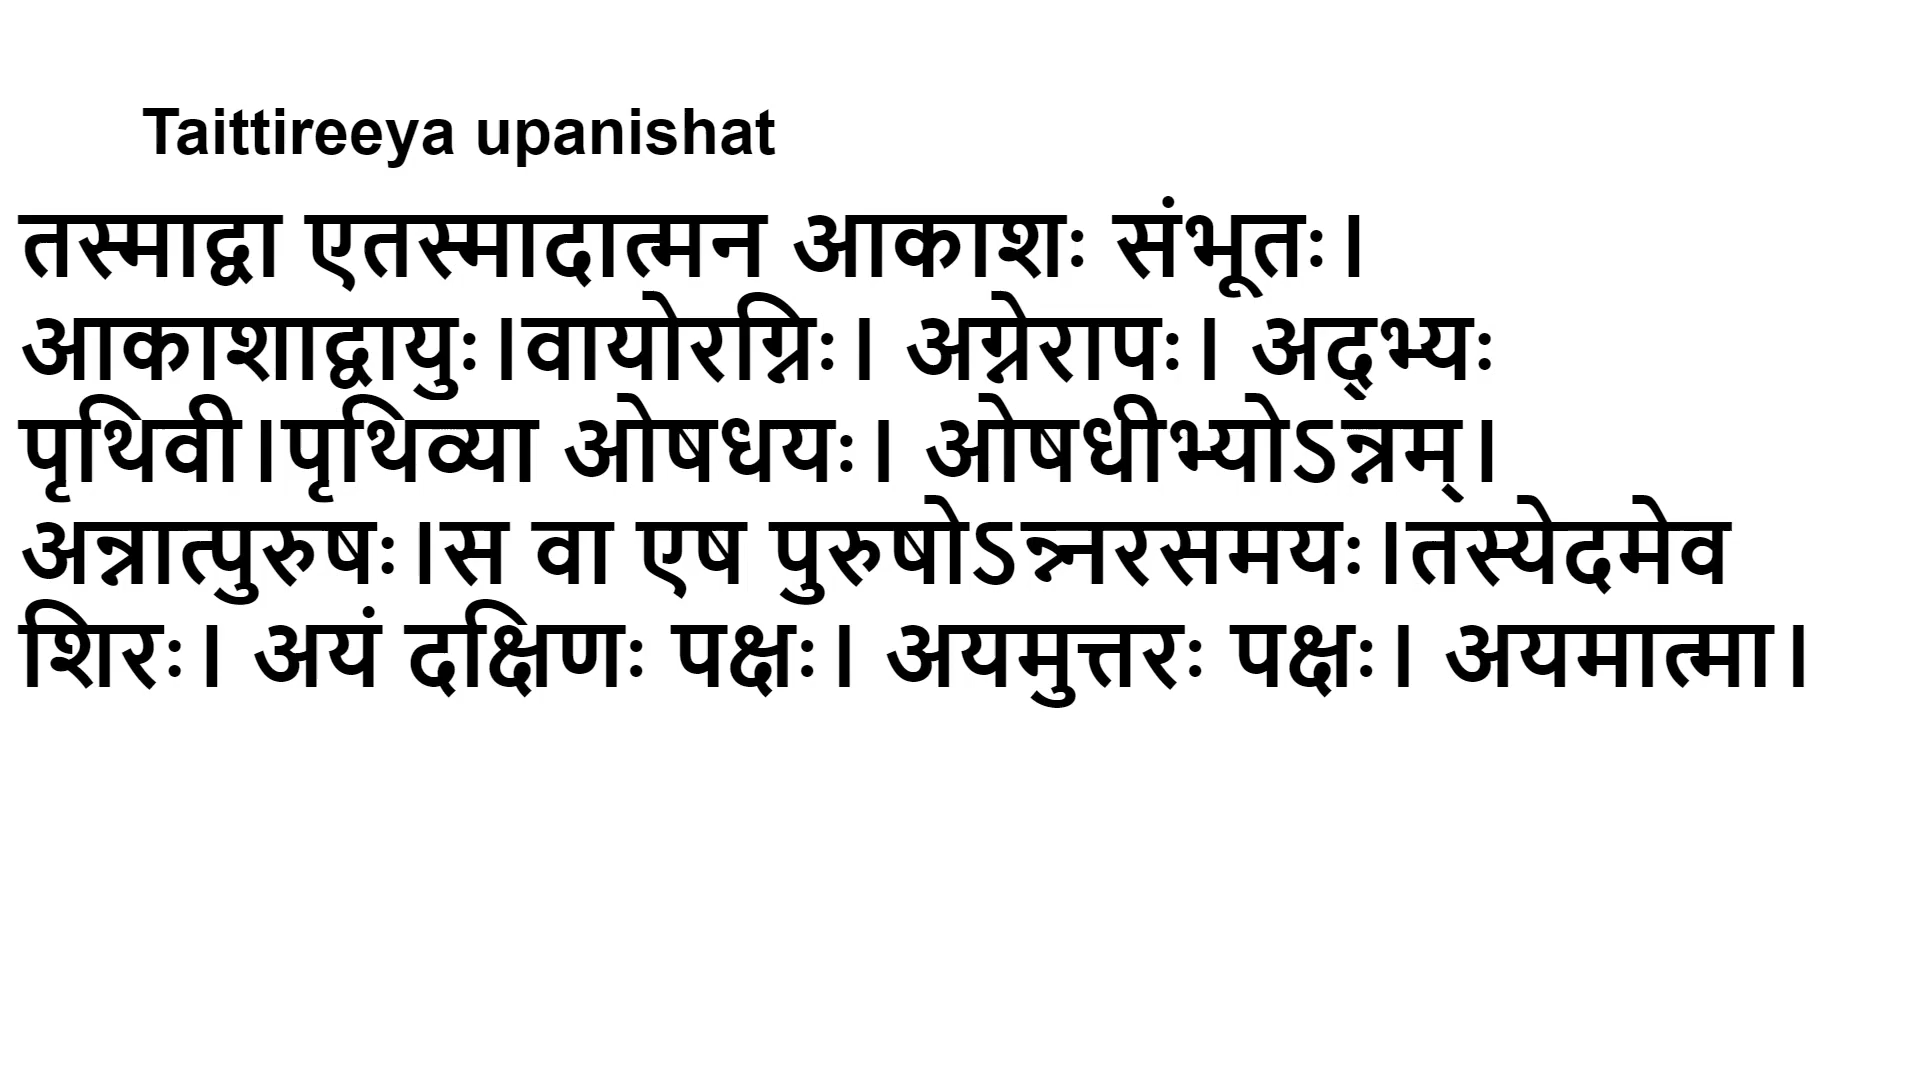 Taittireeya upanishat
तस्माद्वा एतस्मादात्मन आकाशः संभूतः।
आकाशाद्वायुः।वायोरग्निः। अग्नेरापः। अद्‌भ्यः
पृथिवी।पृथिव्या ओषधयः। ओषधीभ्योऽन्नम्।
अन्नात्पुरुषः।स वा एष पुरुषोऽन्न्नरसमयः।तस्येदमेव
शिरः। अयं दक्षिणः पक्षः। अयमुत्तरः पक्षः। अयमात्मा।